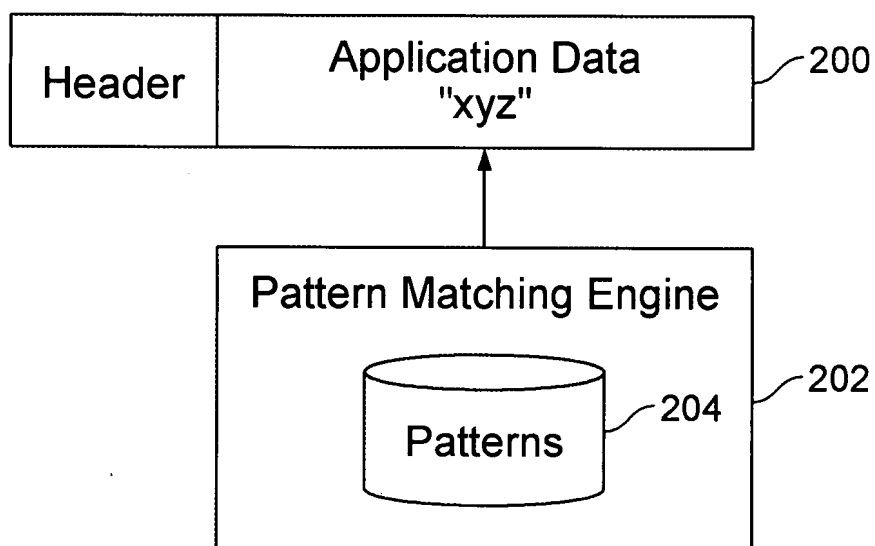 Header
Application Data
"xyz"
200
Pattern Matching Engine
202
204
Patterns